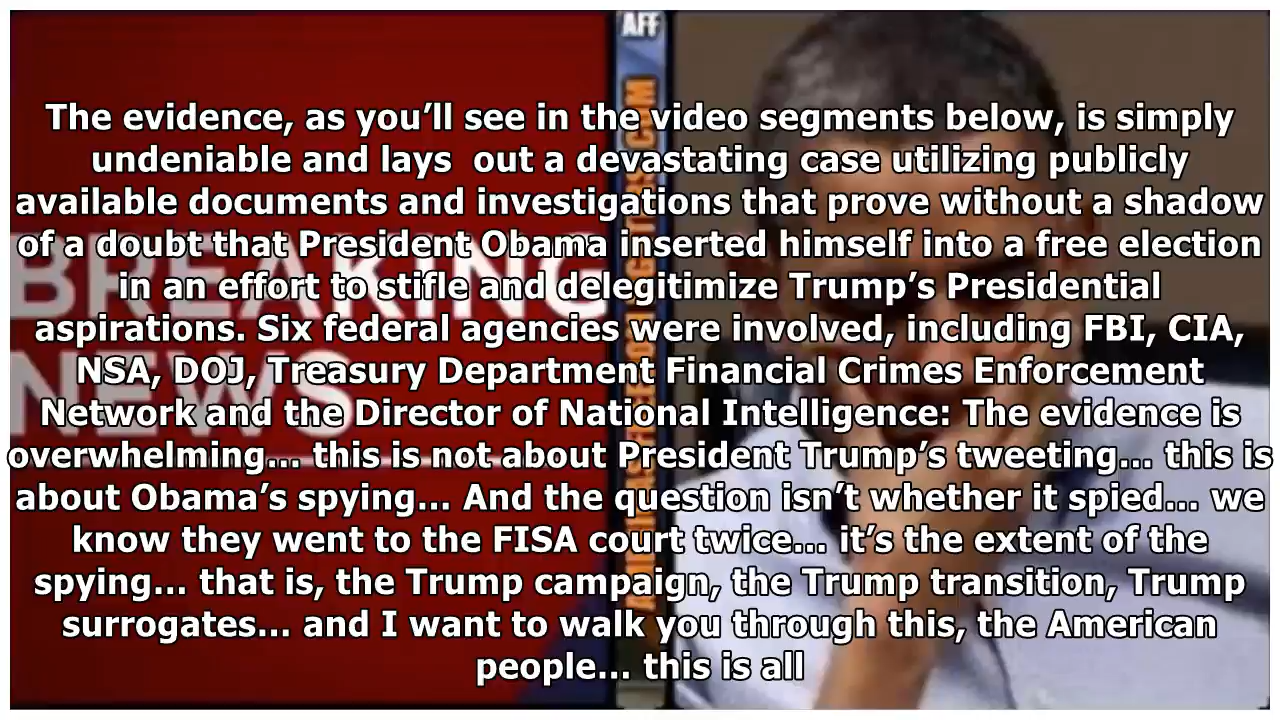 AFF
The evidence, as you’ll see in the video segments below, is simply
undeniable and lays  out a devastating case utilizing publicly
available documents and investigations that prove without a shadow
of a doubt that President Obama inserted himself into a free election
in an effort to stifle and delegitimize Trump’s Presidential
aspirations. Six federal agencies were involved, including FBI, CIA,
NSA, DOJ, Treasury Department Financial Crimes Enforcement
Network and the Director of National Intelligence: The evidence is
overwhelming... this is not about President Trump’s tweeting... this is
about Obama’s spying... And the question isn’t whether it spied... we
know they went to the FISA court twice... it’s the extent of the
spying... that is, the Trump campaign, the Trump transition, Trump
surrogates... and I want to walk you through this, the American
people... this is all
BREAKING
NEWS